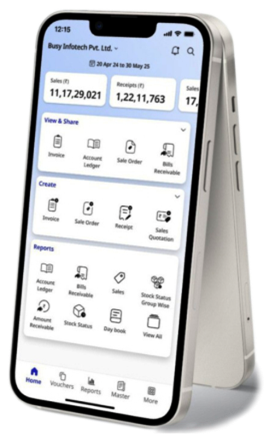 12:15
Busy Infotech Pvt. Ltd.
20 Apr 24 to 30 May 25
Sales (₹)
11,17,29,021
Receipts (₹)
1,22,11,763
Sales
17,
View & Share
Invoice
Account
Ledger
Sale Order
Bills
Receivable
Create
Invoice
Sale Order
Receipt
Sales
Quotation
Reports
Account
Ledger
Bills
Receivable
Sales
Stock Status
Group Wise
Amount
Receivable
Stock Status
Day book
View All
Home
Vouchers
Reports
Master
More